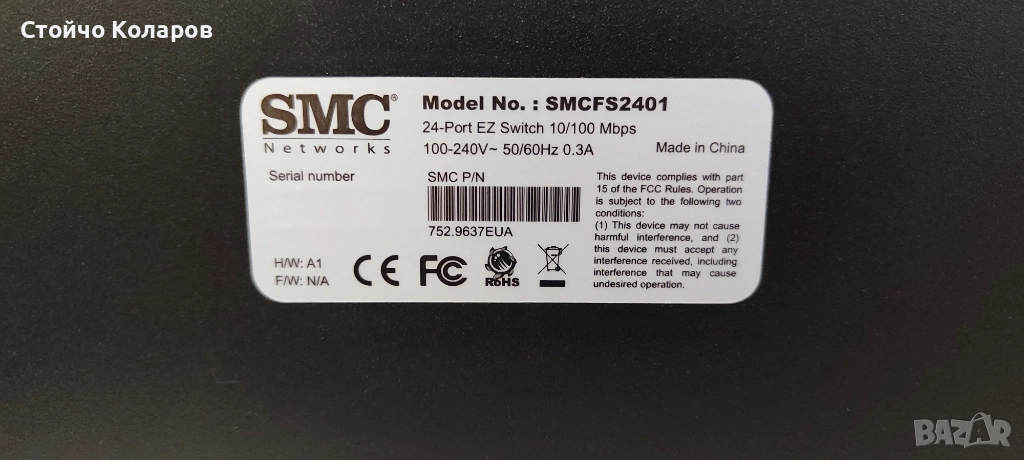 Стойчо Коларов
SMC®
Networks
Model No. : SMCFS2401
24-Port EZ Switch 10/100 Mbps
100-240V~ 50/60Hz 0.3A
Made in China
Serial number
SMC P/N
752.9637EUA
H/W: A1
F/W: N/A
CE FC RoHS
This device complies with part
15 of the FCC Rules. Operation
is subject to the following two
conditions:
(1) This device may not cause
harmful interference, and (2)
this device must accept any
interference received, including
interference that may cause
undesired operation.
BAZAR